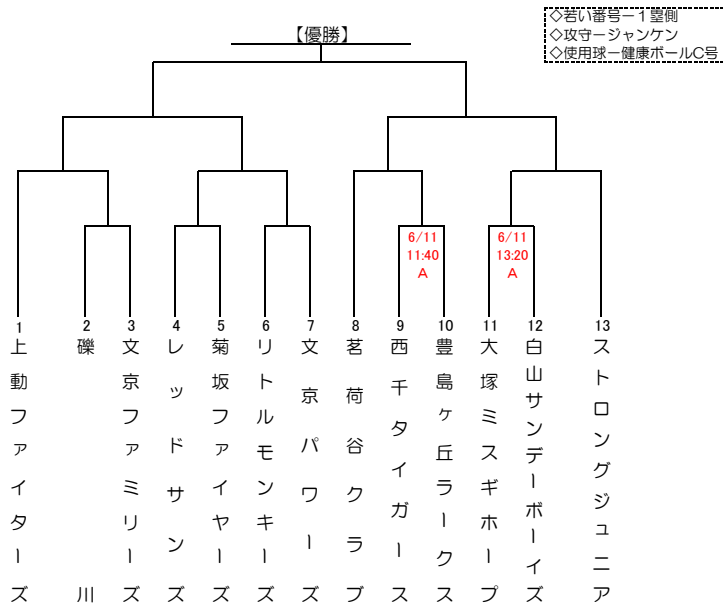 ◇若い番号－１塁側
◇攻守－ジャンケン
◇使用球－健康ボールC号
【優勝】
6/11
11:40
A
6/11
13:20
A
1
上動ファイターズ
2
礫川
3
文京ファミリーズ
4
レッドサンズ
5
菊坂ファイヤーズ
6
リトルモンキーズ
7
文京パワーズ
8
茗荷谷クラブ
9
西千タイガース
10
豊島ヶ丘ラークス
11
大塚ミスギホープ
12
白山サンデーボーイズ
13
ストロングジュニア